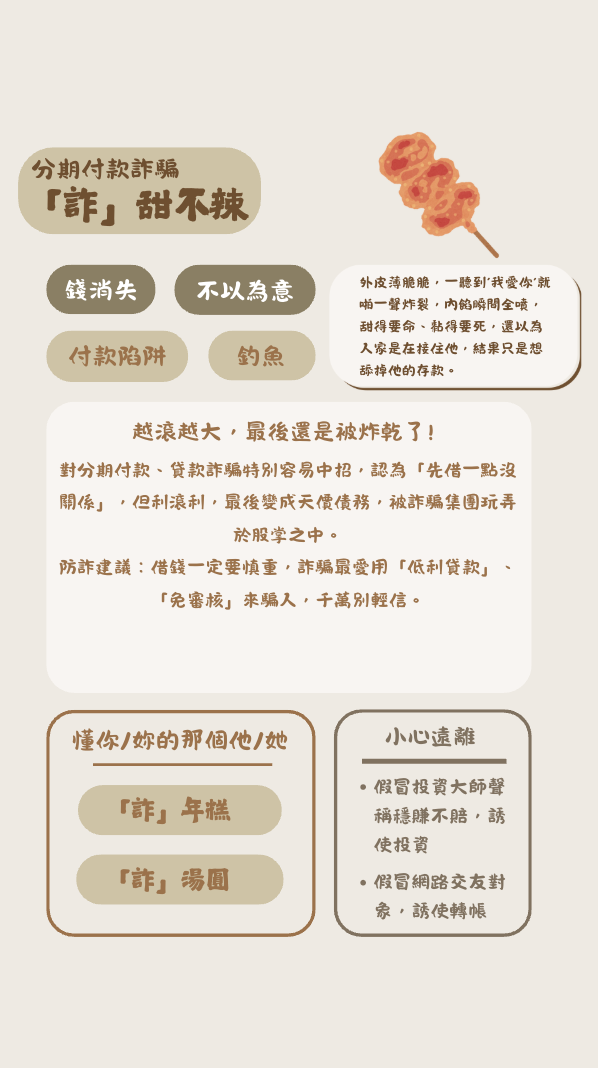 分期付款詐騙
「詐」甜不辣
錢消失
不以為意
付款陷阱
釣魚
外皮薄脆脆，一聽到'我愛你'就
啪一聲炸裂，內餡瞬間全噴，
甜得要命、黏得要死，還以為
人家是在接住他，結果只是想
舔掉他的存款。
越滾越大，最後還是被炸乾了！
對分期付款、貸款詐騙特別容易中招，認為「先借一點沒
關係」，但利滾利，最後變成天價債務，被詐騙集團玩弄
於股掌之中。
防詐建議：借錢一定要慎重，詐騙最愛用「低利貸款」、
「免審核」來騙人，千萬別輕信。
懂你/妳的那個他/她
「詐」年糕
「詐」湯圓
小心遠離
• 假冒投資大師聲
稱穩賺不賠，誘
使投資
• 假冒網路交友對
象，誘使轉帳